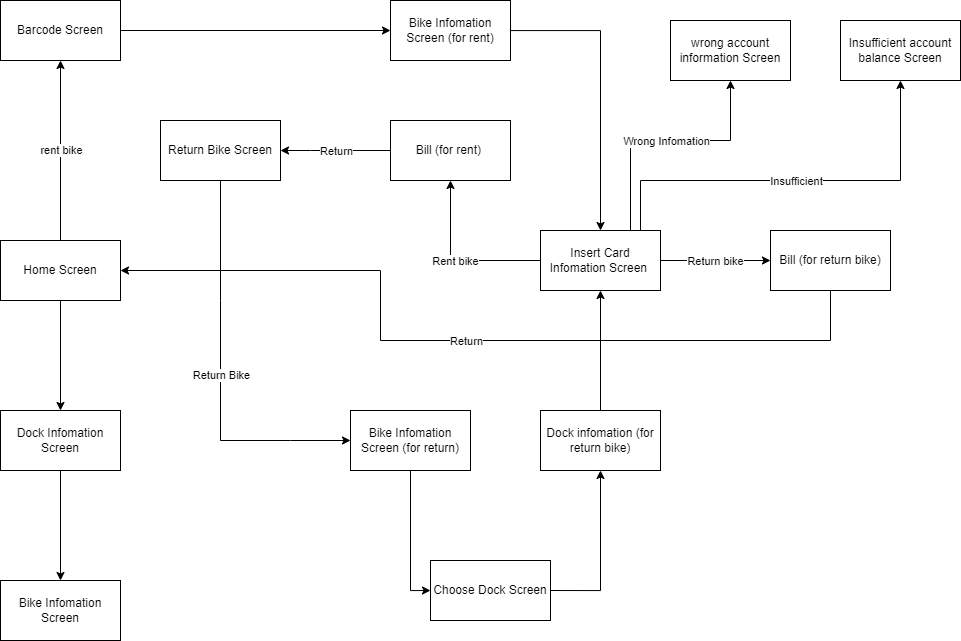 Barcode Screen
Bike Infomation
Screen (for rent)
wrong account
information Screen
Insufficient account
balance Screen
rent bike
Return Bike Screen
Return
Bill (for rent)
Wrong Infomation
Insufficient
Home Screen
Rent bike
Insert Card
Infomation Screen
Return bike
Bill (for return bike)
Return
Return Bike
Dock Infomation
Screen
Bike Infomation
Screen (for return)
Dock infomation (for
return bike)
Bike Infomation
Screen
Choose Dock Screen